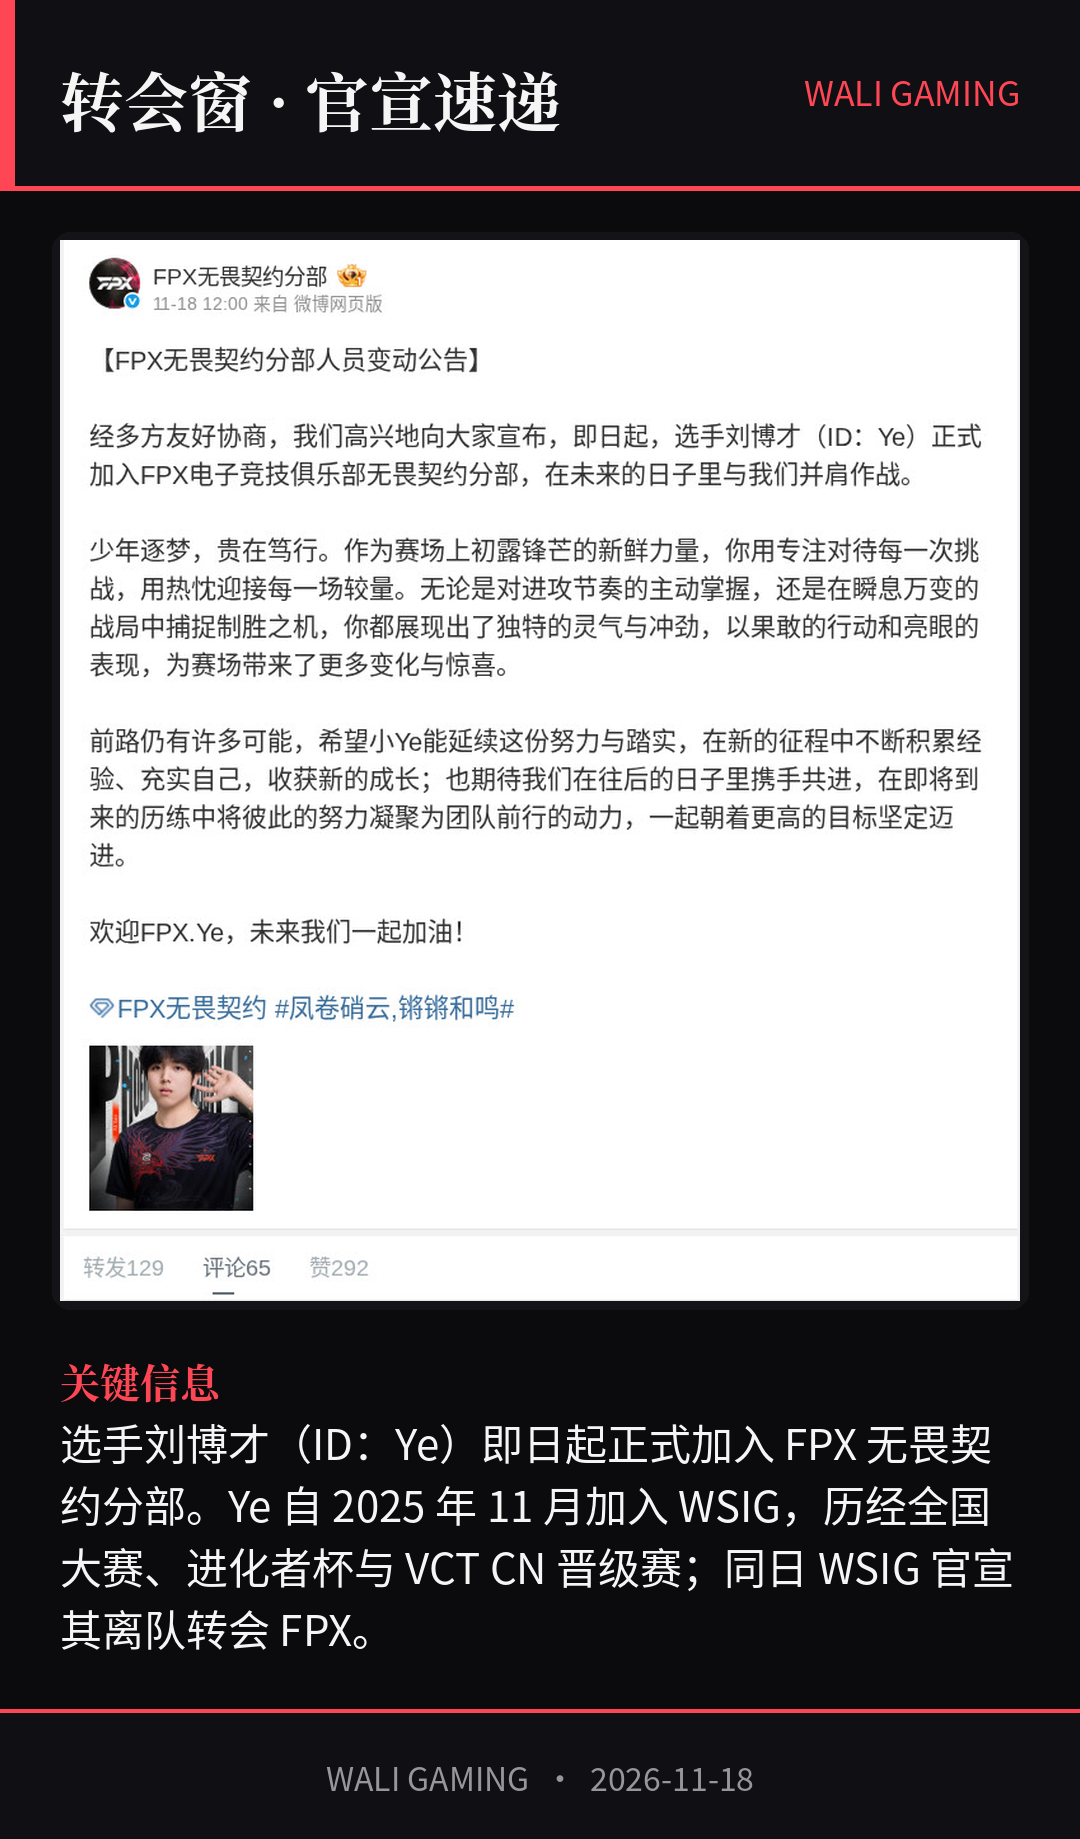 转会窗 · 官宣速递
WALI GAMING
FPX无畏契约分部
11-18 12:00 来自 微博网页版
【FPX无畏契约分部人员变动公告】
经多方友好协商，我们高兴地向大家宣布，即日起，选手刘博才（ID：Ye）正式
加入FPX电子竞技俱乐部无畏契约分部，在未来的日子里与我们并肩作战。
少年逐梦，贵在笃行。作为赛场上初露锋芒的新鲜力量，你用专注对待每一次挑
战，用热忱迎接每一场较量。无论是对进攻节奏的主动掌握，还是在瞬息万变的
战局中捕捉制胜之机，你都展现出了独特的灵气与冲劲，以果敢的行动和亮眼的
表现，为赛场带来了更多变化与惊喜。
前路仍有许多可能，希望小Ye能延续这份努力与踏实，在新的征程中不断积累经
验、充实自己，收获新的成长；也期待我们在往后的日子里携手共进，在即将到
来的历练中将彼此的努力凝聚为团队前行的动力，一起朝着更高的目标坚定迈
进。
欢迎FPX.Ye，未来我们一起加油！
FPX无畏契约 #凤卷硝云,锵锵和鸣#
转发129 评论65 赞292
关键信息
选手刘博才（ID：Ye）即日起正式加入 FPX 无畏契
约分部。Ye 自 2025 年 11 月加入 WSIG，历经全国
大赛、进化者杯与 VCT CN 晋级赛；同日 WSIG 官宣
其离队转会 FPX。
WALI GAMING · 2026-11-18